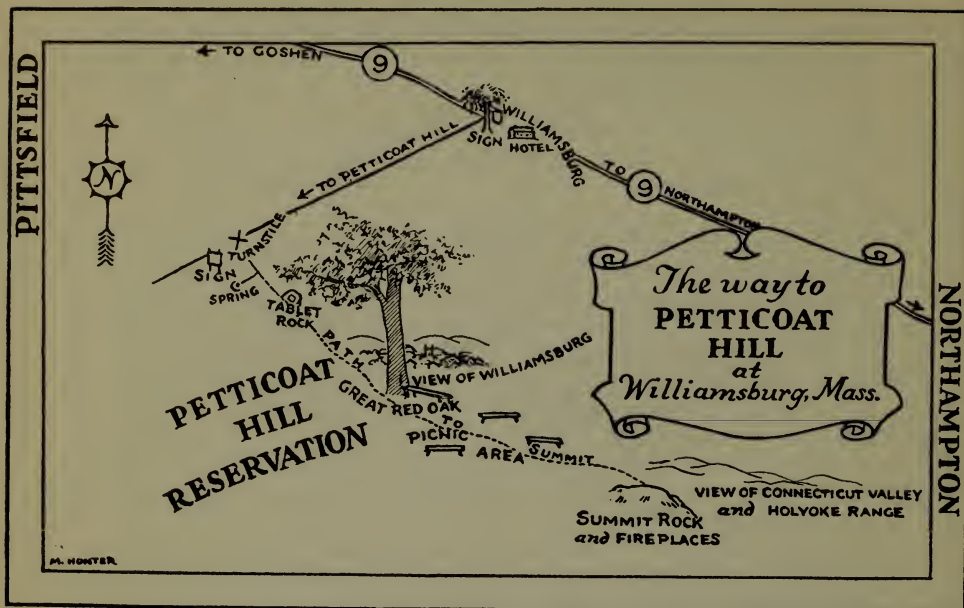 PITTSFIELD
← TO GOSHEN
9
WILLIAMSBURG
SIGN
HOTEL
TO
9
NORTHAMPTON
N
← TO PETTICOAT HILL
TURNSTILE
SIGN
SPRING
TABLET
ROCK
PATH
VIEW OF WILLIAMSBURG
GREAT RED OAK
TO
PICNIC
AREA
SUMMIT
PETTICOAT
HILL
RESERVATION
The way to
PETTICOAT
HILL
at
Williamsburg, Mass.
NORTHAMPTON
VIEW OF CONNECTICUT VALLEY
and HOLYOKE RANGE
SUMMIT ROCK
and FIREPLACES
M. HONTER